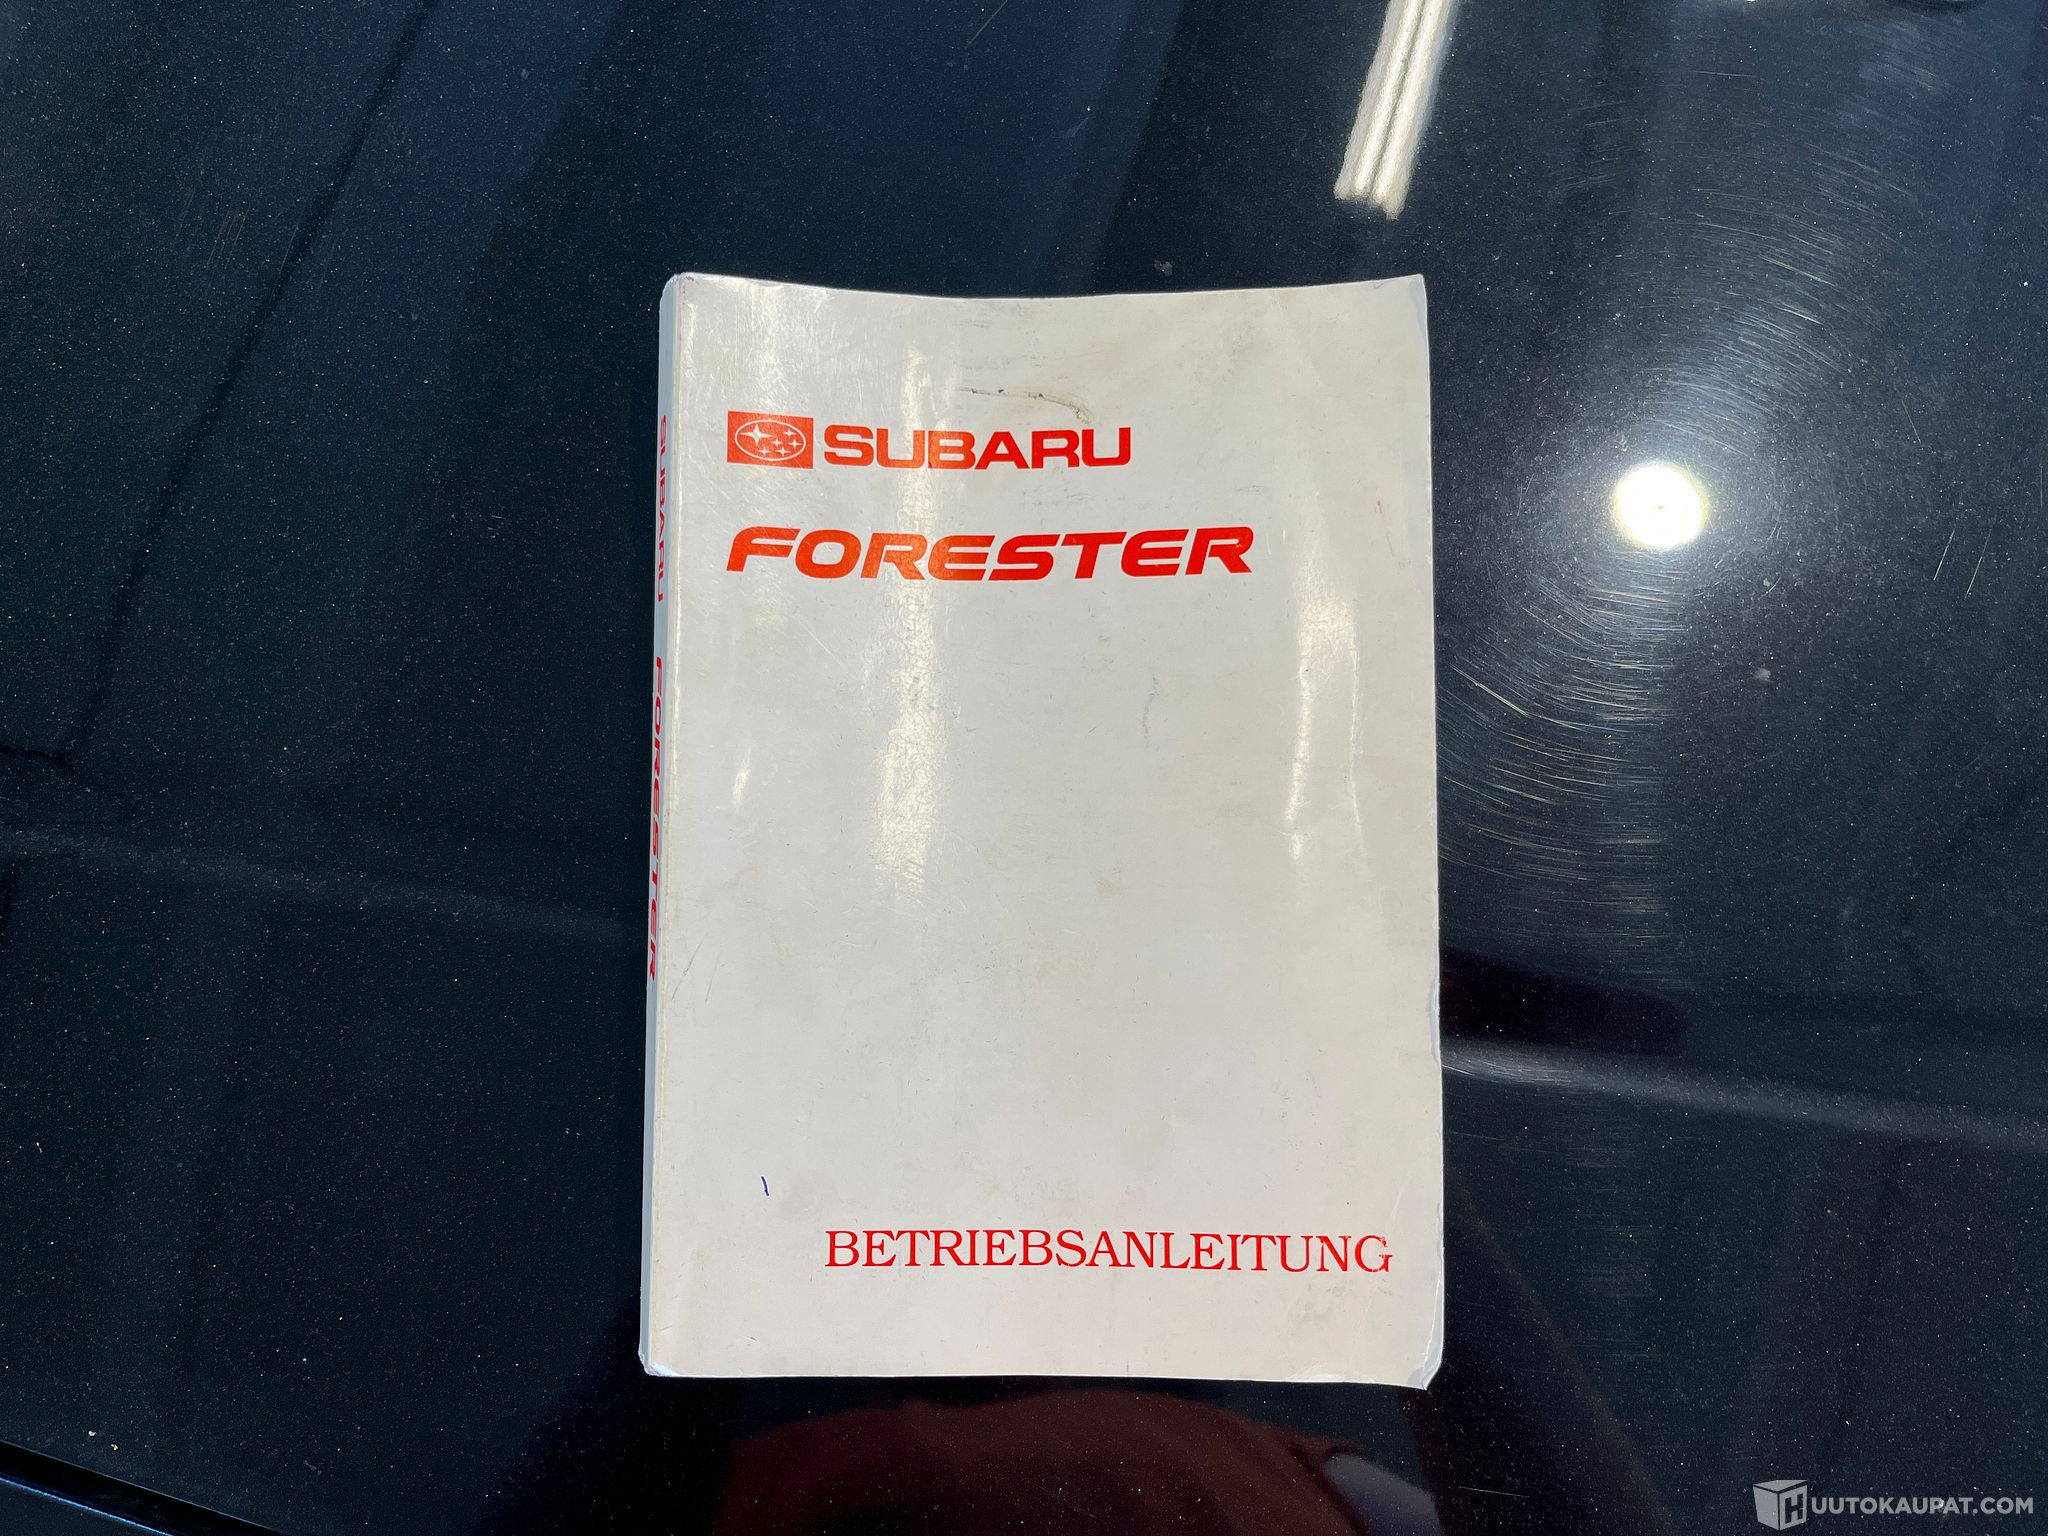 SUBARU
FORESTER
SUBARU FORESTER
BETRIEBSANLEITUNG
HUUTOKAUPAT.COM